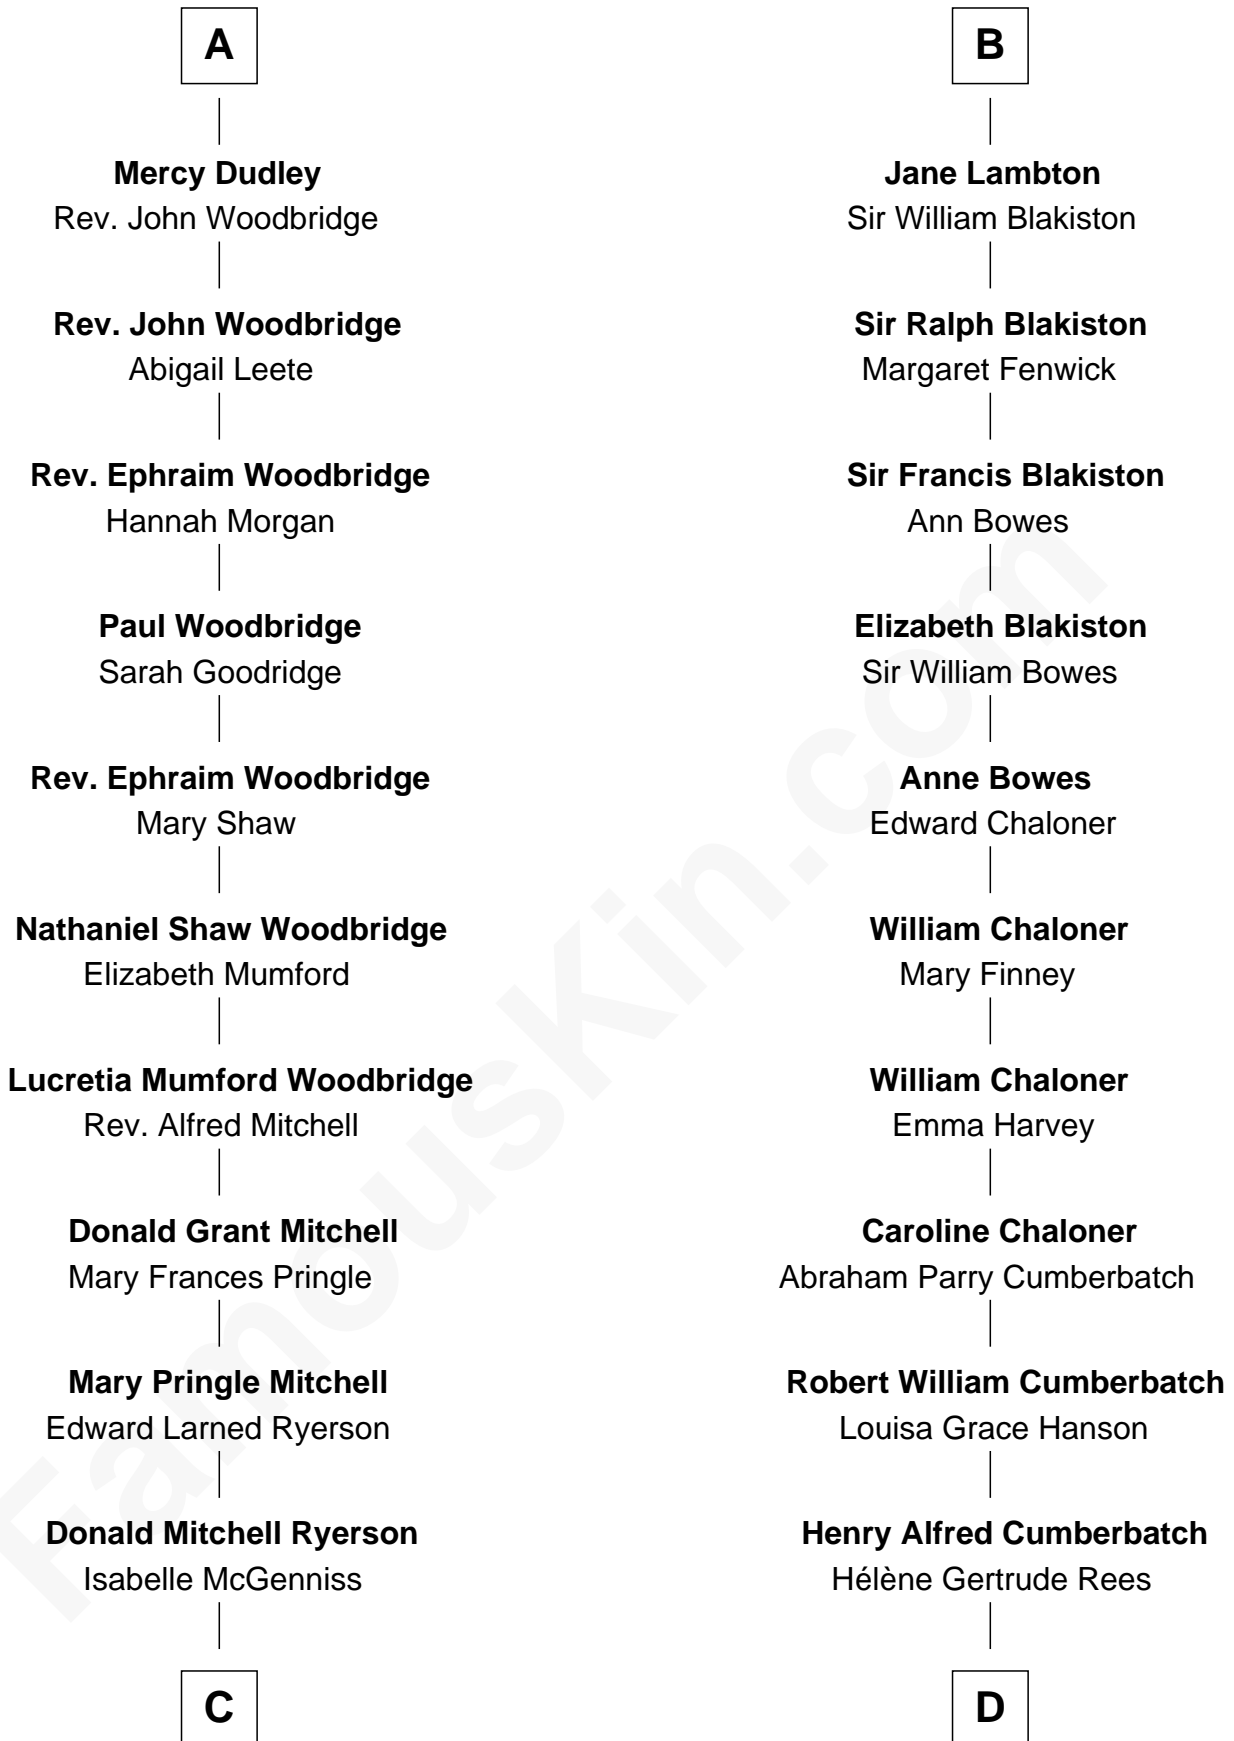 A
Mercy Dudley
Rev. John Woodbridge
Rev. John Woodbridge
Abigail Leete
Rev. Ephraim Woodbridge
Hannah Morgan
Paul Woodbridge
Sarah Goodridge
Rev. Ephraim Woodbridge
Mary Shaw
Nathaniel Shaw Woodbridge
Elizabeth Mumford
Lucretia Mumford Woodbridge
Rev. Alfred Mitchell
Donald Grant Mitchell
Mary Frances Pringle
Mary Pringle Mitchell
Edward Larned Ryerson
Donald Mitchell Ryerson
Isabelle McGenniss
C
B
Jane Lambton
Sir William Blakiston
Sir Ralph Blakiston
Margaret Fenwick
Sir Francis Blakiston
Ann Bowes
Elizabeth Blakiston
Sir William Bowes
Anne Bowes
Edward Chaloner
William Chaloner
Mary Finney
William Chaloner
Emma Harvey
Caroline Chaloner
Abraham Parry Cumberbatch
Robert William Cumberbatch
Louisa Grace Hanson
Henry Alfred Cumberbatch
Hélène Gertrude Rees
D
FamousKin.com